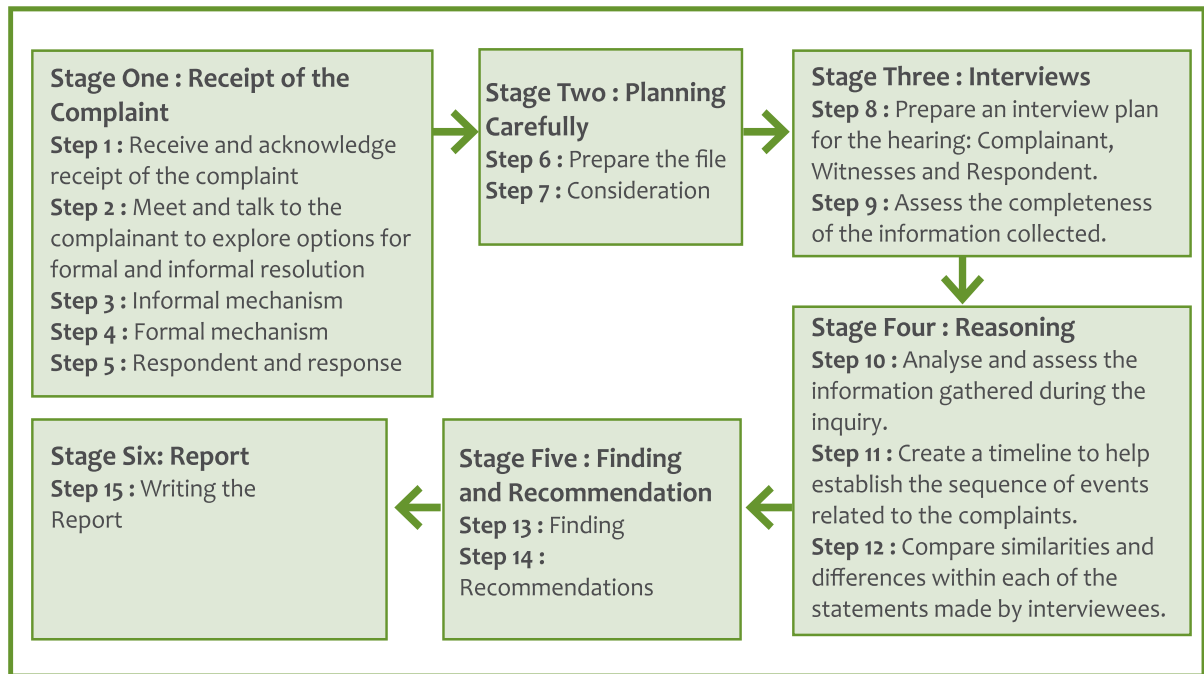 Stage One : Receipt of the
Complaint
Step 1 : Receive and acknowledge
receipt of the complaint
Step 2 : Meet and talk to the
complainant to explore options for
formal and informal resolution
Step 3 : Informal mechanism
Step 4 : Formal mechanism
Step 5 : Respondent and response
Stage Two : Planning
Carefully
Step 6 : Prepare the file
Step 7 : Consideration
Stage Three : Interviews
Step 8 : Prepare an interview plan
for the hearing: Complainant,
Witnesses and Respondent.
Step 9 : Assess the completeness
of the information collected.
Stage Four : Reasoning
Step 10 : Analyse and assess the
information gathered during the
inquiry.
Step 11 : Create a timeline to help
establish the sequence of events
related to the complaints.
Step 12 : Compare similarities and
differences within each of the
statements made by interviewees.
Stage Five : Finding
and Recommendation
Step 13 : Finding
Step 14 :
Recommendations
Stage Six: Report
Step 15 : Writing the
Report